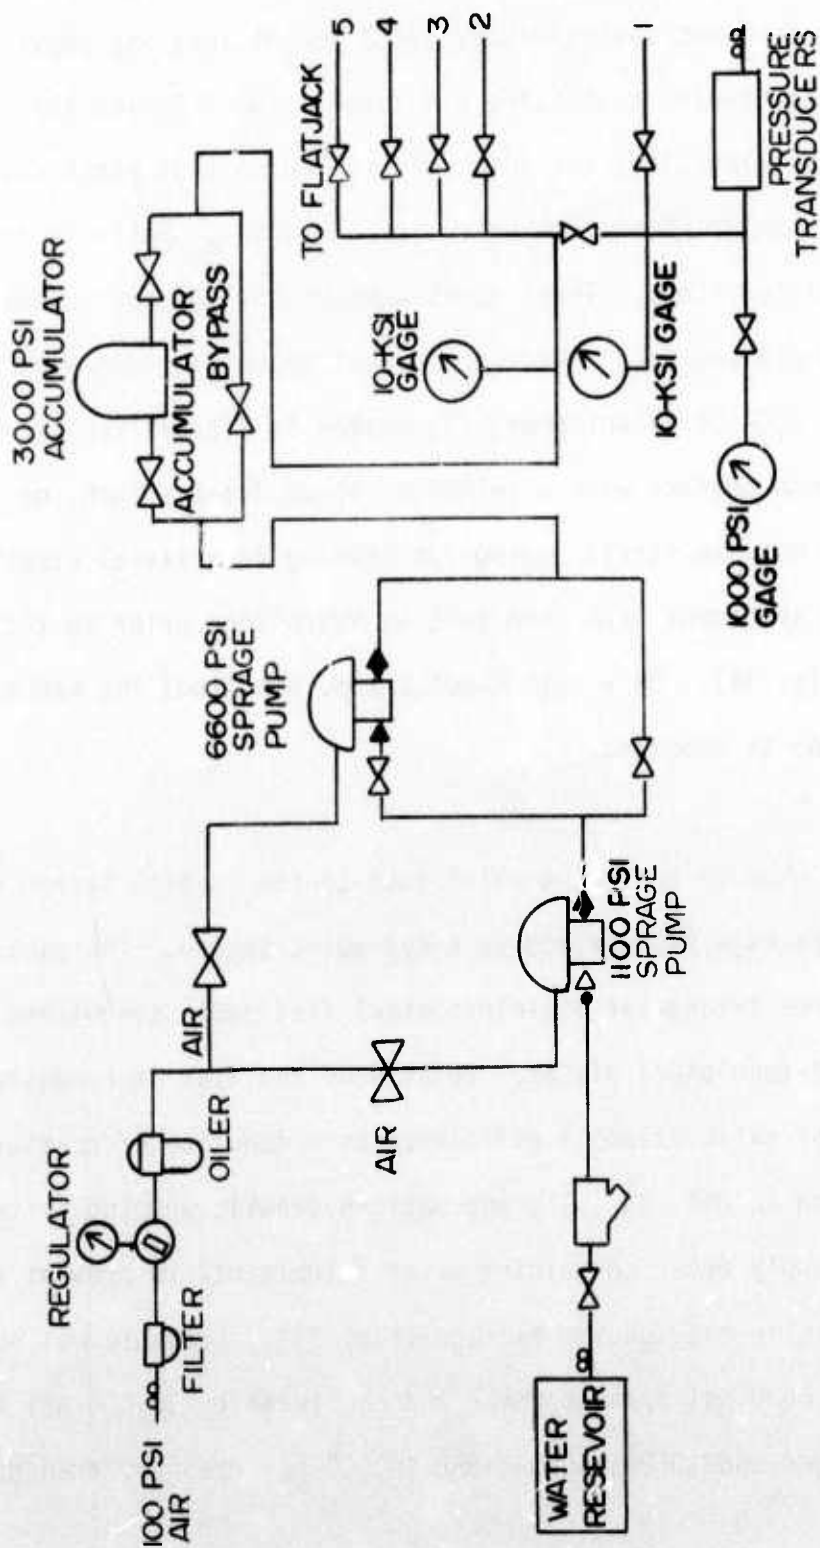 100 PSI
AIR
FILTER
REGULATOR
OILER
AIR
AIR
WATER
RESEVOIR
1100 PSI
SPRAGE
PUMP
6600 PSI
SPRAGE
PUMP
3000 PSI
ACCUMULATOR
ACCUMULATOR
BYPASS
10-KSI
GAGE
10-KSI GAGE
1000 PSI
GAGE
TO FLATJACK
5
4
3
2
1
PRESSURE
TRANSDUCERS